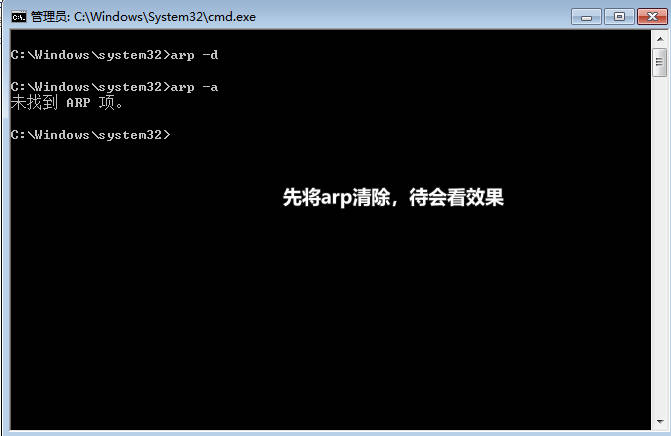 管理员: C:\Windows\System32\cmd.exe
C:\Windows\system32>arp -d
C:\Windows\system32>arp -a
未找到 ARP 项。
C:\Windows\system32>
先将arp清除，待会看效果